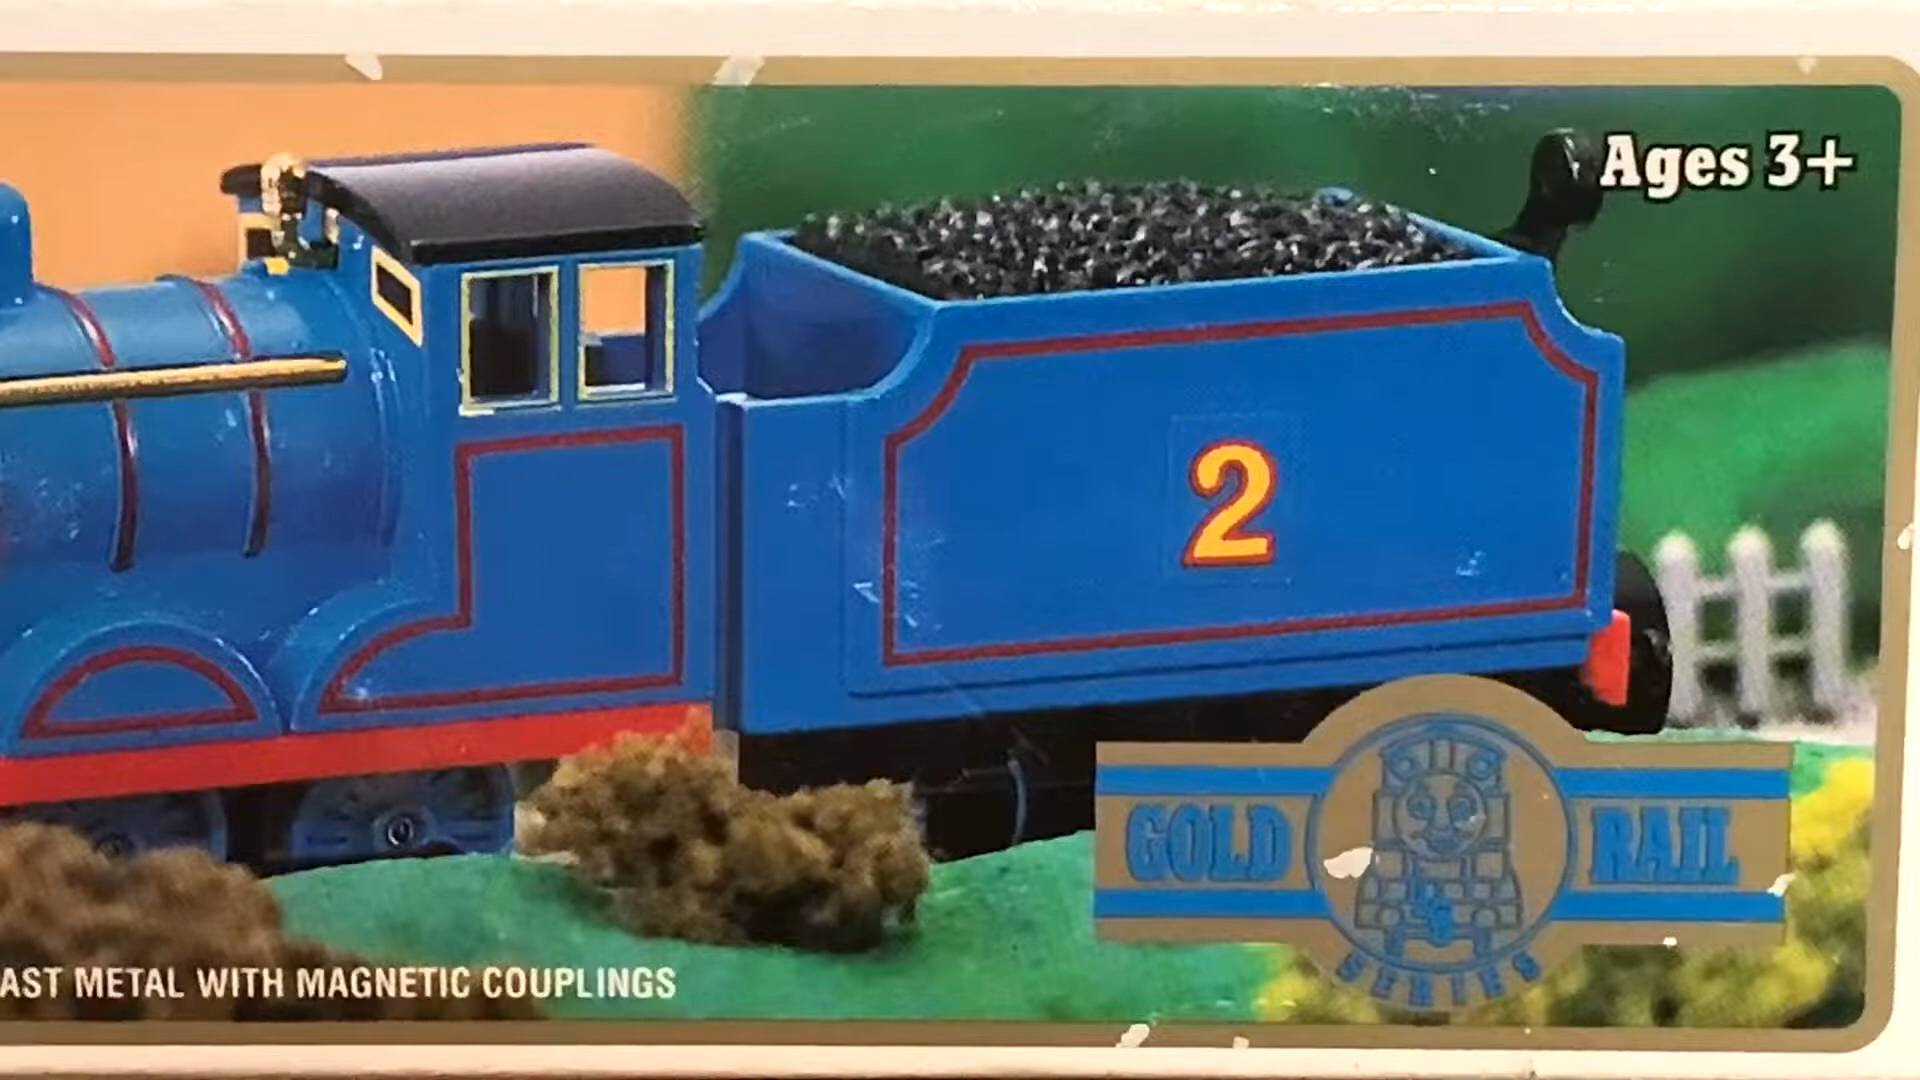 Ages 3+
2
GOLD RAIL
SERIES
AST METAL WITH MAGNETIC COUPLINGS